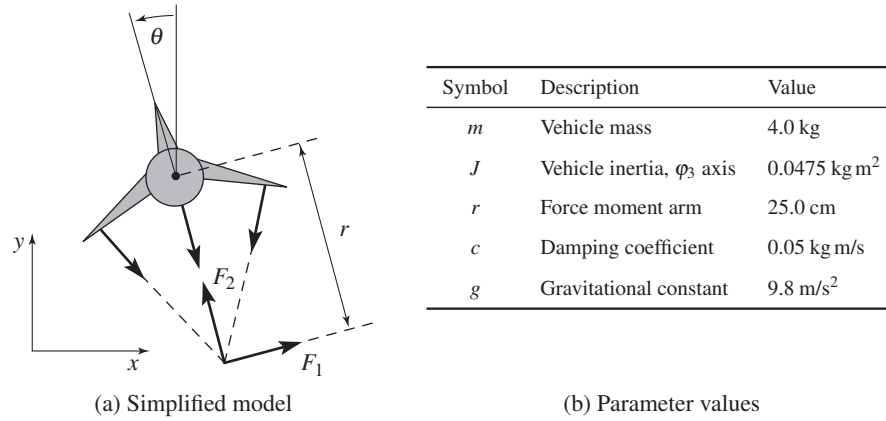 θ
r
y
F₂
x
F₁
(a) Simplified model
Symbol Description Value
m Vehicle mass 4.0 kg
J Vehicle inertia, φ₃ axis 0.0475 kg m²
r Force moment arm 25.0 cm
c Damping coefficient 0.05 kg m/s
g Gravitational constant 9.8 m/s²
(b) Parameter values